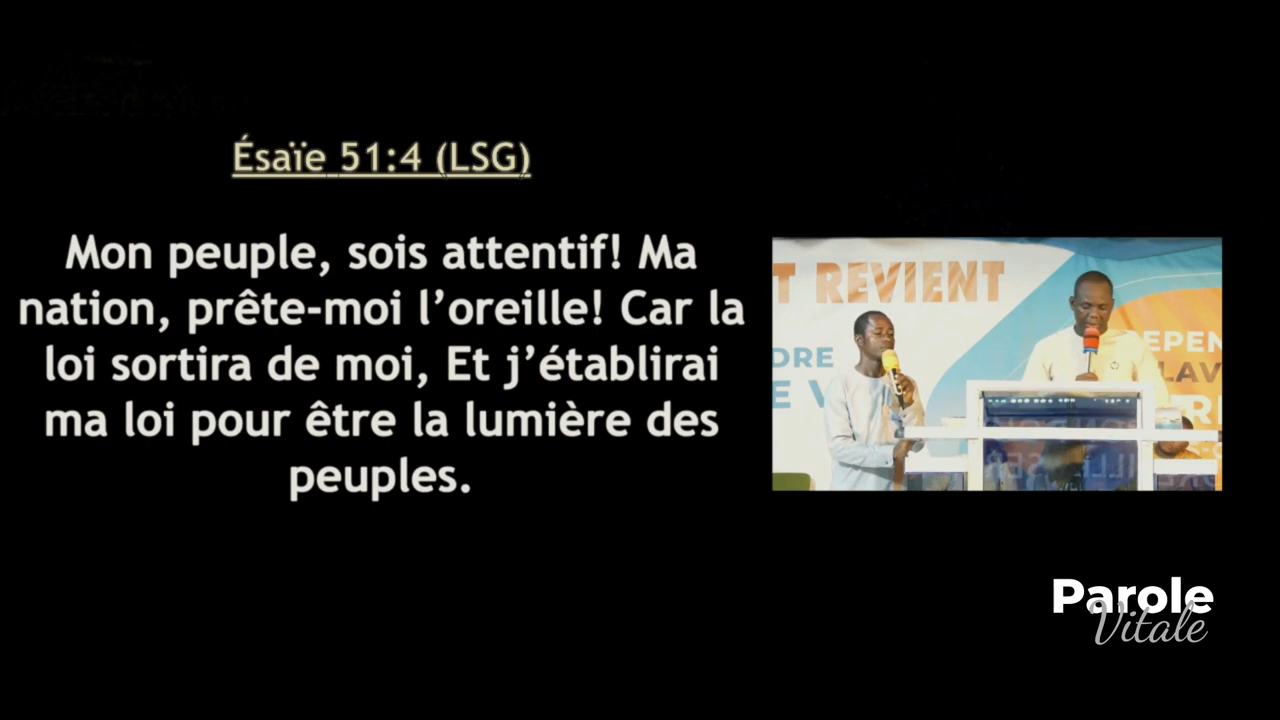 Ésaïe 51:4 (LSG)
Mon peuple, sois attentif! Ma
nation, prête-moi l’oreille! Car la
loi sortira de moi, Et j’établirai
ma loi pour être la lumière des
peuples.
T REVIENT
DRE
E V
EPEN
LAV
Parole
Vitale